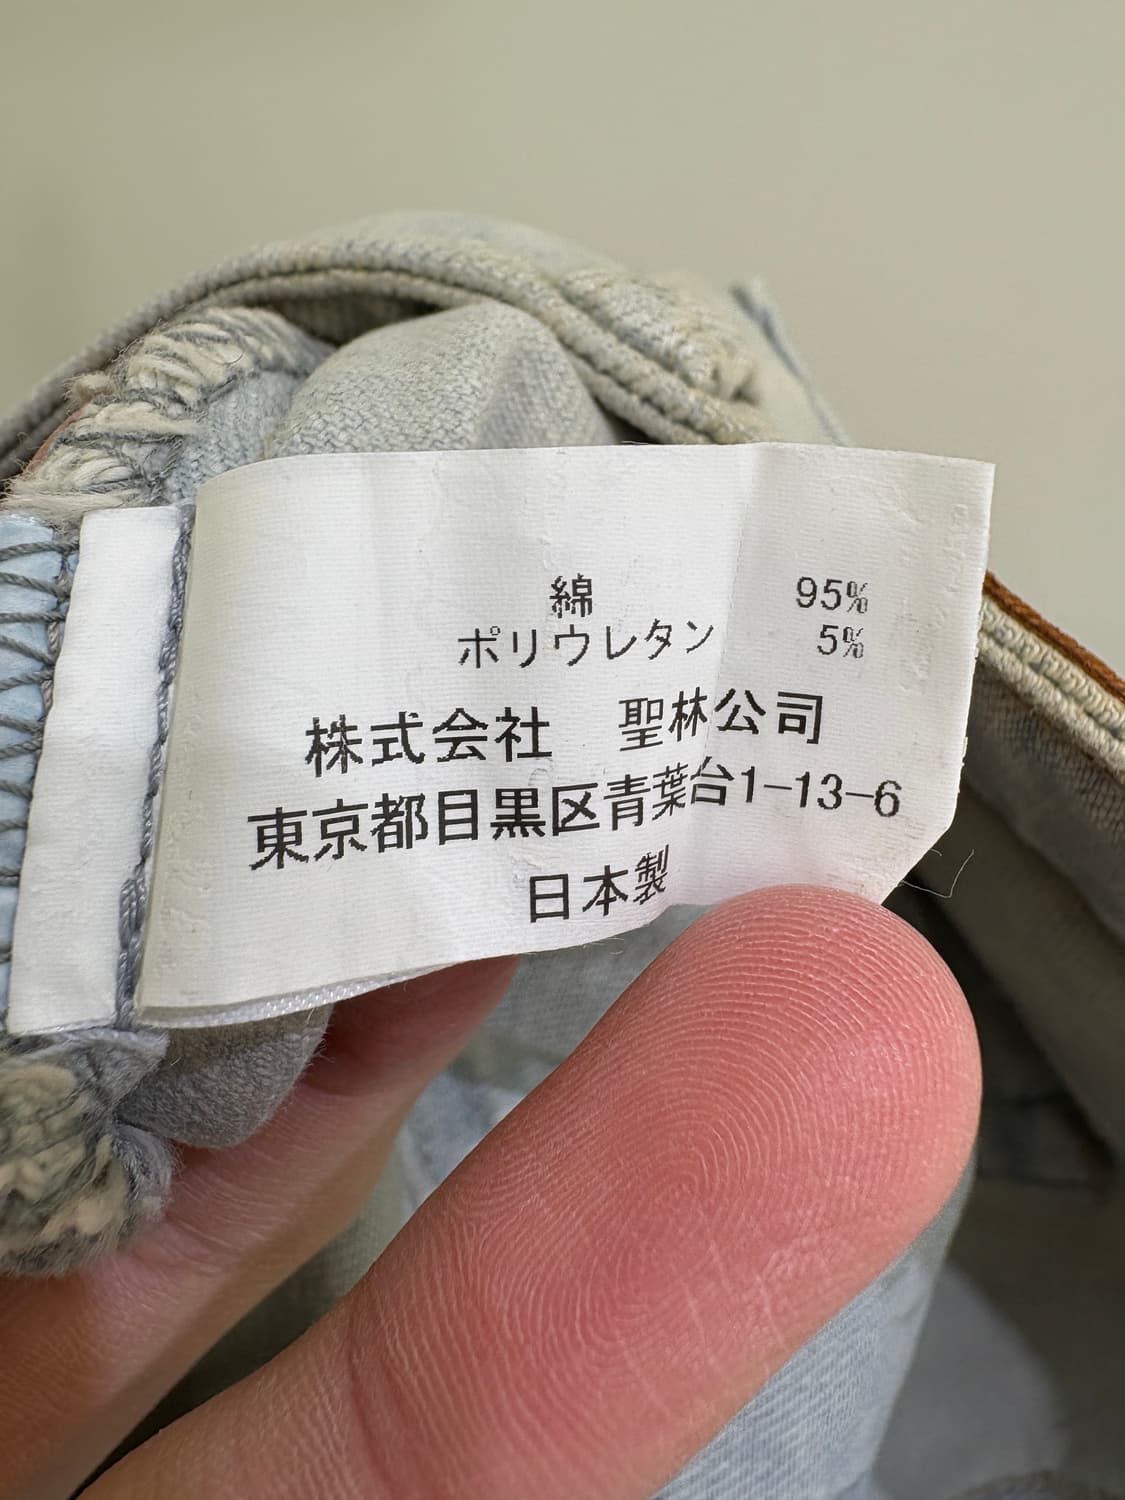 綿 95%
ポリウレタン 5%
株式会社 聖林公司
東京都目黒区青葉台1-13-6
日本製